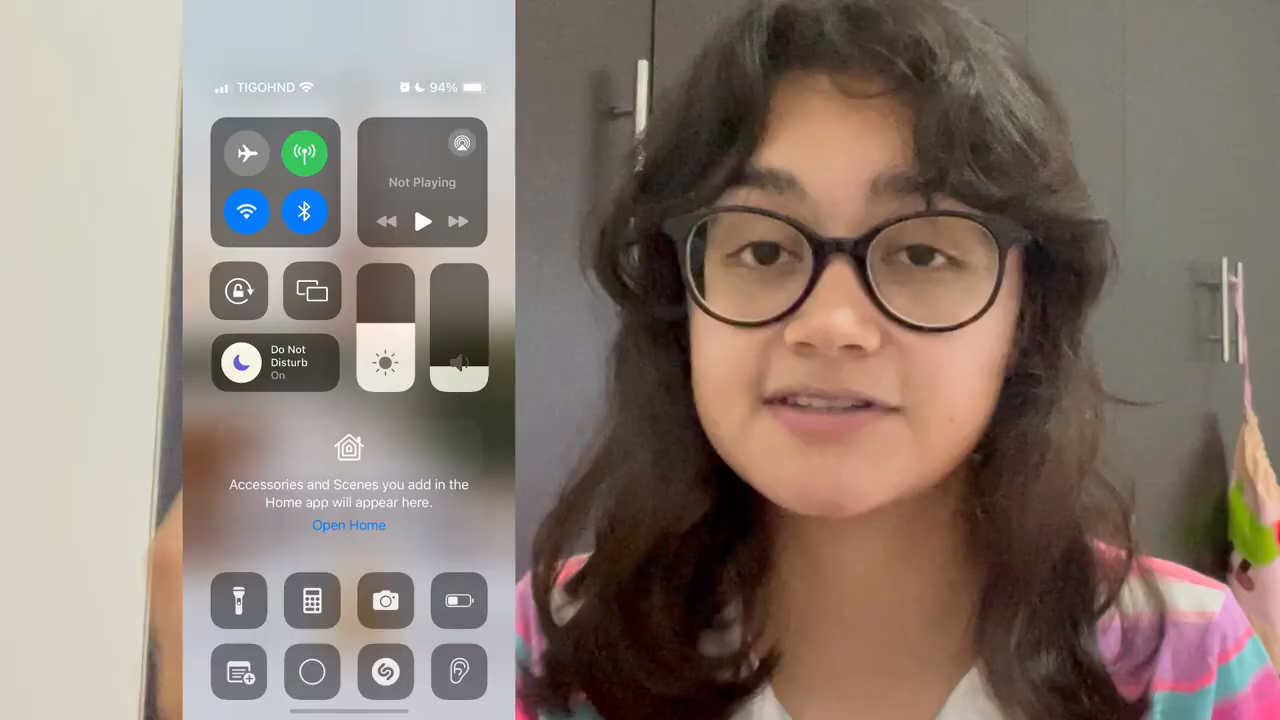 TIGOHND
94%
Not Playing
Do Not
Disturb
On
Accessories and Scenes you add in the
Home app will appear here.
Open Home